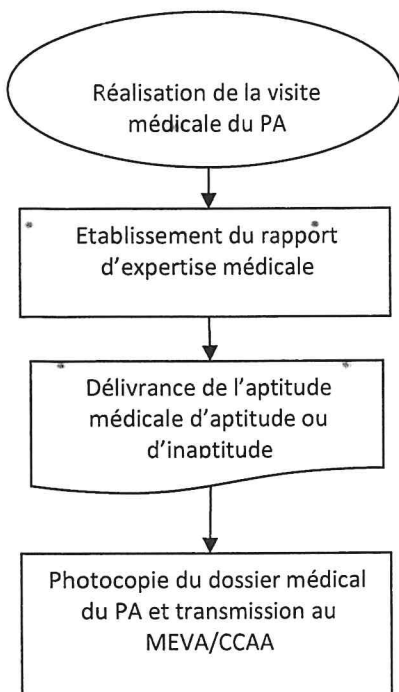 Réalisation de la visite
médicale du PA
Etablissement du rapport
d'expertise médicale
Délivrance de l'aptitude
médicale d'aptitude ou
d'inaptitude
Photocopie du dossier médical
du PA et transmission au
MEVA/CCAA